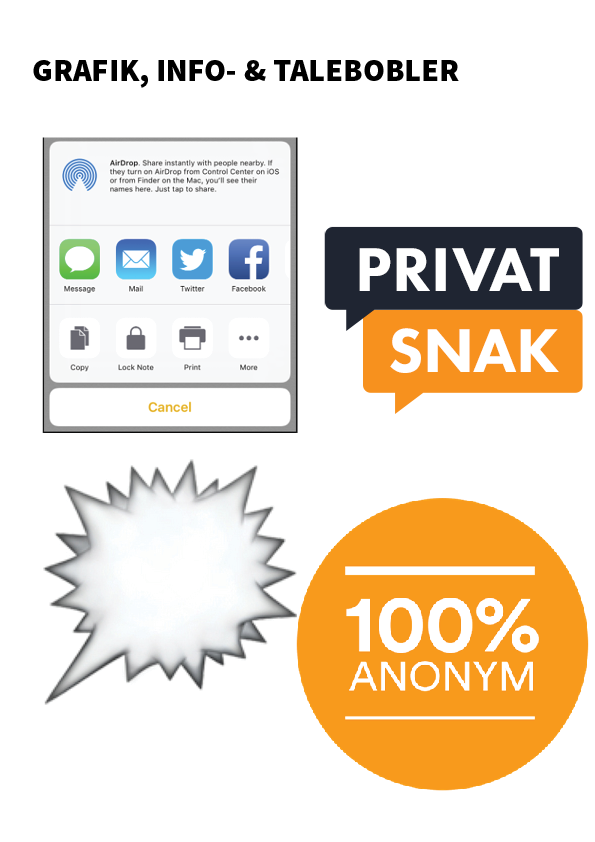 GRAFIK, INFO- & TALEBOBLER
AirDrop. Share instantly with people nearby. If
they turn on AirDrop from Control Center on iOS
or from Finder on the Mac, you'll see their
names here. Just tap to share.
Message
Mail
Twitter
Facebook
Copy
Lock Note
Print
More
Cancel
PRIVAT
SNAK
100%
ANONYM